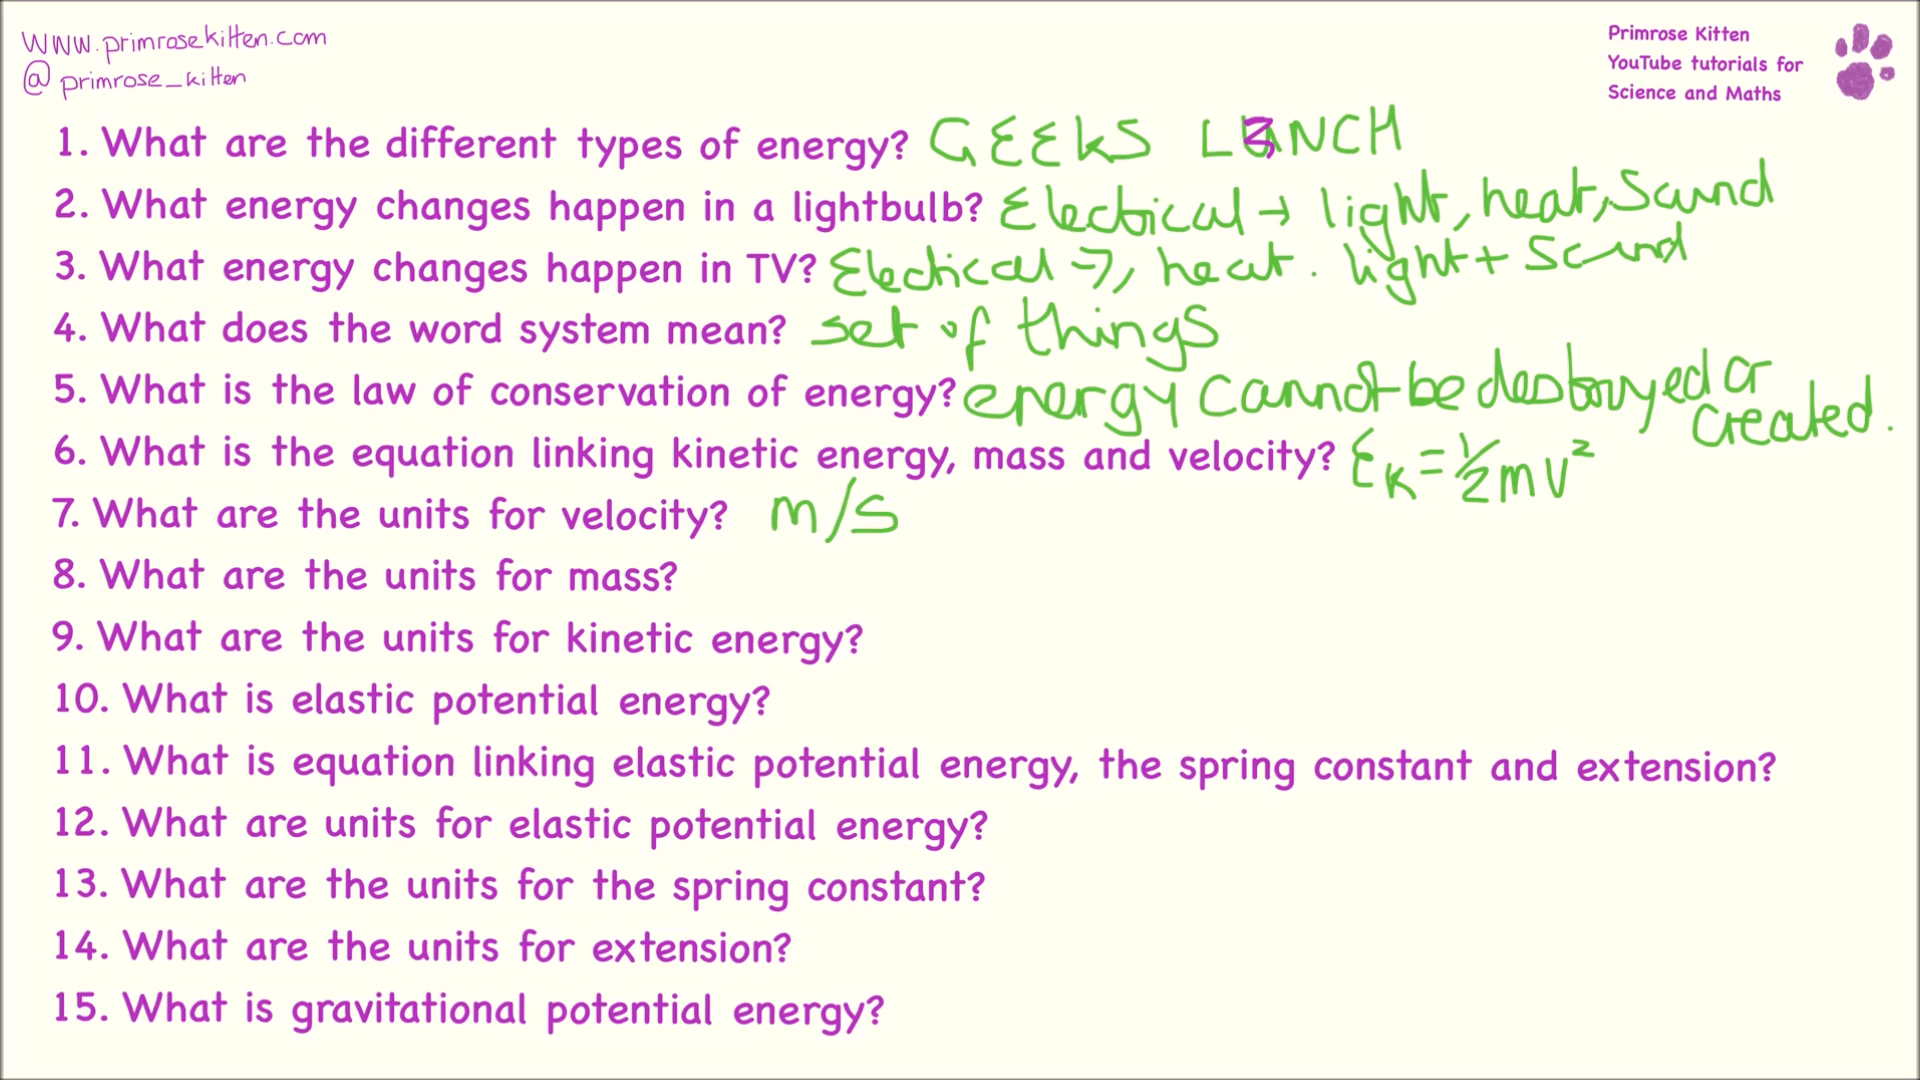 www.primrosekitten.com
@primrose_kitten
Primrose Kitten
YouTube tutorials for
Science and Maths
1. What are the different types of energy? GEEKS LNCH
2. What energy changes happen in a lightbulb? Electrical → light, heat, Sound
3. What energy changes happen in TV? Electrical →, heat. light + Sound
4. What does the word system mean? set of things
5. What is the law of conservation of energy? energy cannot be destroyed or created.
6. What is the equation linking kinetic energy, mass and velocity? Ek = 1/2 mv²
7. What are the units for velocity? m/s
8. What are the units for mass?
9. What are the units for kinetic energy?
10. What is elastic potential energy?
11. What is equation linking elastic potential energy, the spring constant and extension?
12. What are units for elastic potential energy?
13. What are the units for the spring constant?
14. What are the units for extension?
15. What is gravitational potential energy?